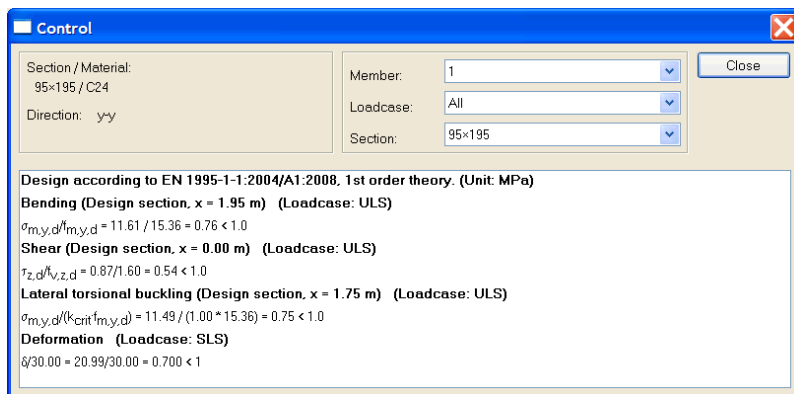 Control
Section / Material:
95×195 / C24
Direction: y-y
Member: 1
Loadcase: All
Section: 95×195
Close
Design according to EN 1995-1-1:2004/A1:2008, 1st order theory. (Unit: MPa)
Bending (Design section, x = 1.95 m) (Loadcase: ULS)
σm,y,d/fm,y,d = 11.61 / 15.36 = 0.76 < 1.0
Shear (Design section, x = 0.00 m) (Loadcase: ULS)
τz,d/fv,z,d = 0.87/1.60 = 0.54 < 1.0
Lateral torsional buckling (Design section, x = 1.75 m) (Loadcase: ULS)
σm,y,d/(kcrit·fm,y,d) = 11.49 / (1.00 * 15.36) = 0.75 < 1.0
Deformation (Loadcase: SLS)
δ/30.00 = 20.99/30.00 = 0.700 < 1